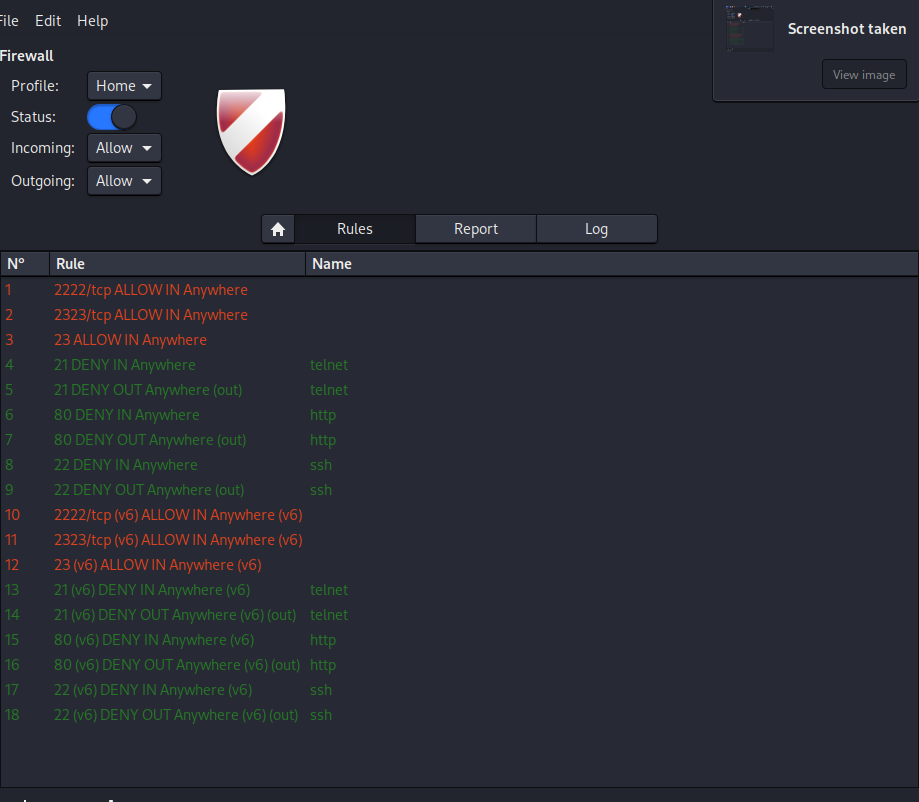 File Edit Help
Screenshot taken
View image
Firewall
Profile: Home
Status:
Incoming: Allow
Outgoing: Allow
Rules Report Log
Nº Rule Name
1 2222/tcp ALLOW IN Anywhere
2 2323/tcp ALLOW IN Anywhere
3 23 ALLOW IN Anywhere
4 21 DENY IN Anywhere telnet
5 21 DENY OUT Anywhere (out) telnet
6 80 DENY IN Anywhere http
7 80 DENY OUT Anywhere (out) http
8 22 DENY IN Anywhere ssh
9 22 DENY OUT Anywhere (out) ssh
10 2222/tcp (v6) ALLOW IN Anywhere (v6)
11 2323/tcp (v6) ALLOW IN Anywhere (v6)
12 23 (v6) ALLOW IN Anywhere (v6)
13 21 (v6) DENY IN Anywhere (v6) telnet
14 21 (v6) DENY OUT Anywhere (v6) (out) telnet
15 80 (v6) DENY IN Anywhere (v6) http
16 80 (v6) DENY OUT Anywhere (v6) (out) http
17 22 (v6) DENY IN Anywhere (v6) ssh
18 22 (v6) DENY OUT Anywhere (v6) (out) ssh